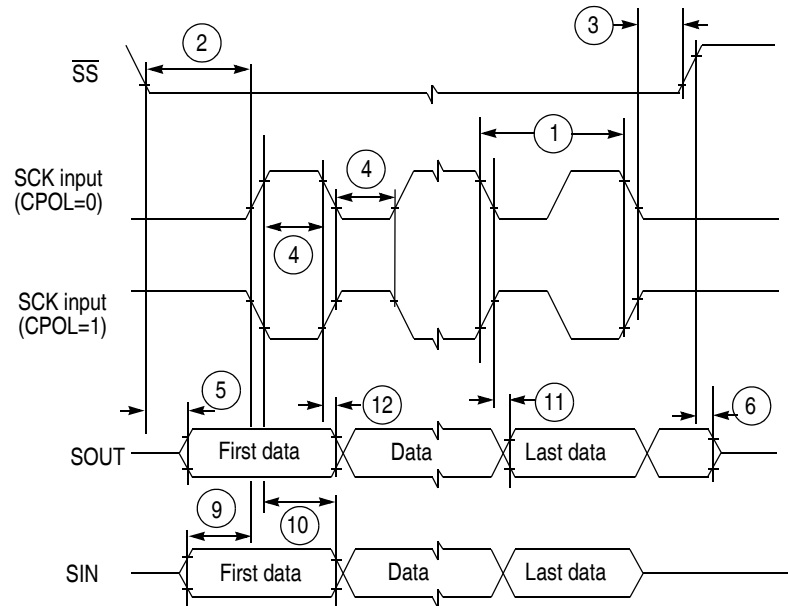 2
3
SS
1
SCK input
(CPOL=0)
4
4
SCK input
(CPOL=1)
5
12
11
6
SOUT
First data
Data
Last data
9
10
SIN
First data
Data
Last data